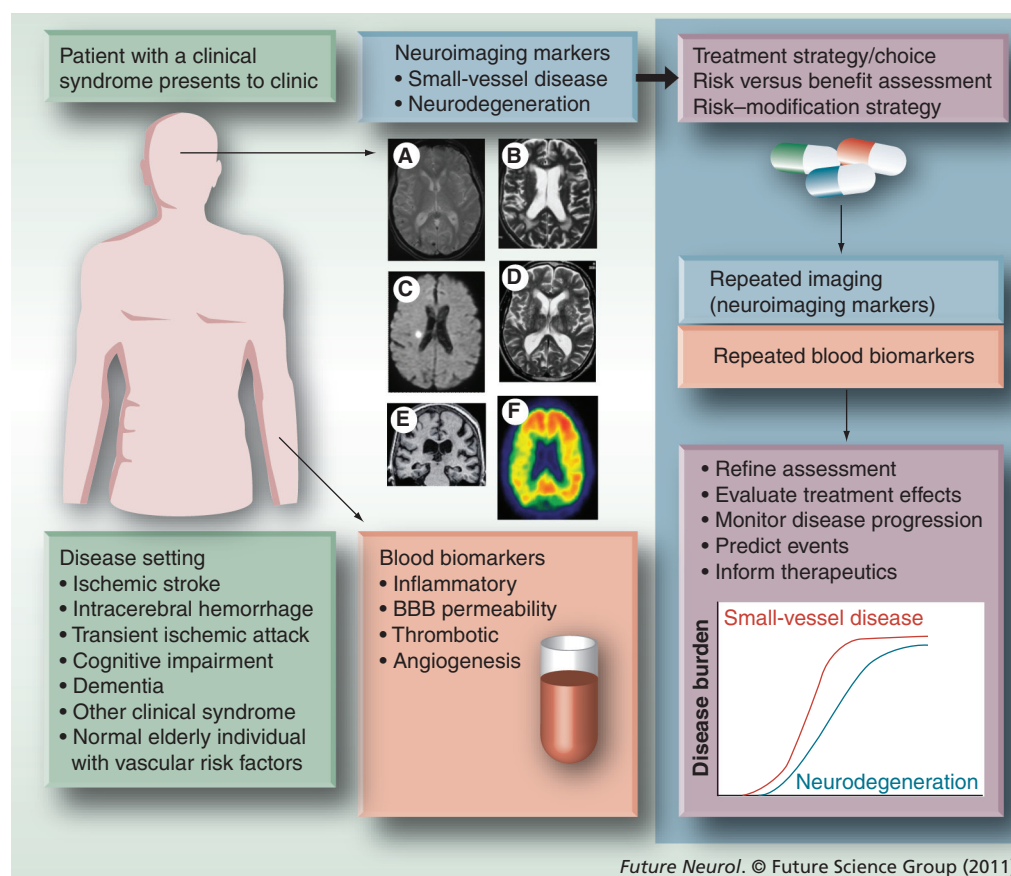 Patient with a clinical
syndrome presents to clinic
Neuroimaging markers
• Small-vessel disease
• Neurodegeneration
Treatment strategy/choice
Risk versus benefit assessment
Risk–modification strategy
A
B
C
D
E
F
Repeated imaging
(neuroimaging markers)
Repeated blood biomarkers
Disease setting
• Ischemic stroke
• Intracerebral hemorrhage
• Transient ischemic attack
• Cognitive impairment
• Dementia
• Other clinical syndrome
• Normal elderly individual
with vascular risk factors
Blood biomarkers
• Inflammatory
• BBB permeability
• Thrombotic
• Angiogenesis
• Refine assessment
• Evaluate treatment effects
• Monitor disease progression
• Predict events
• Inform therapeutics
Small-vessel disease
Disease burden
Neurodegeneration
Future Neurol. © Future Science Group (2011